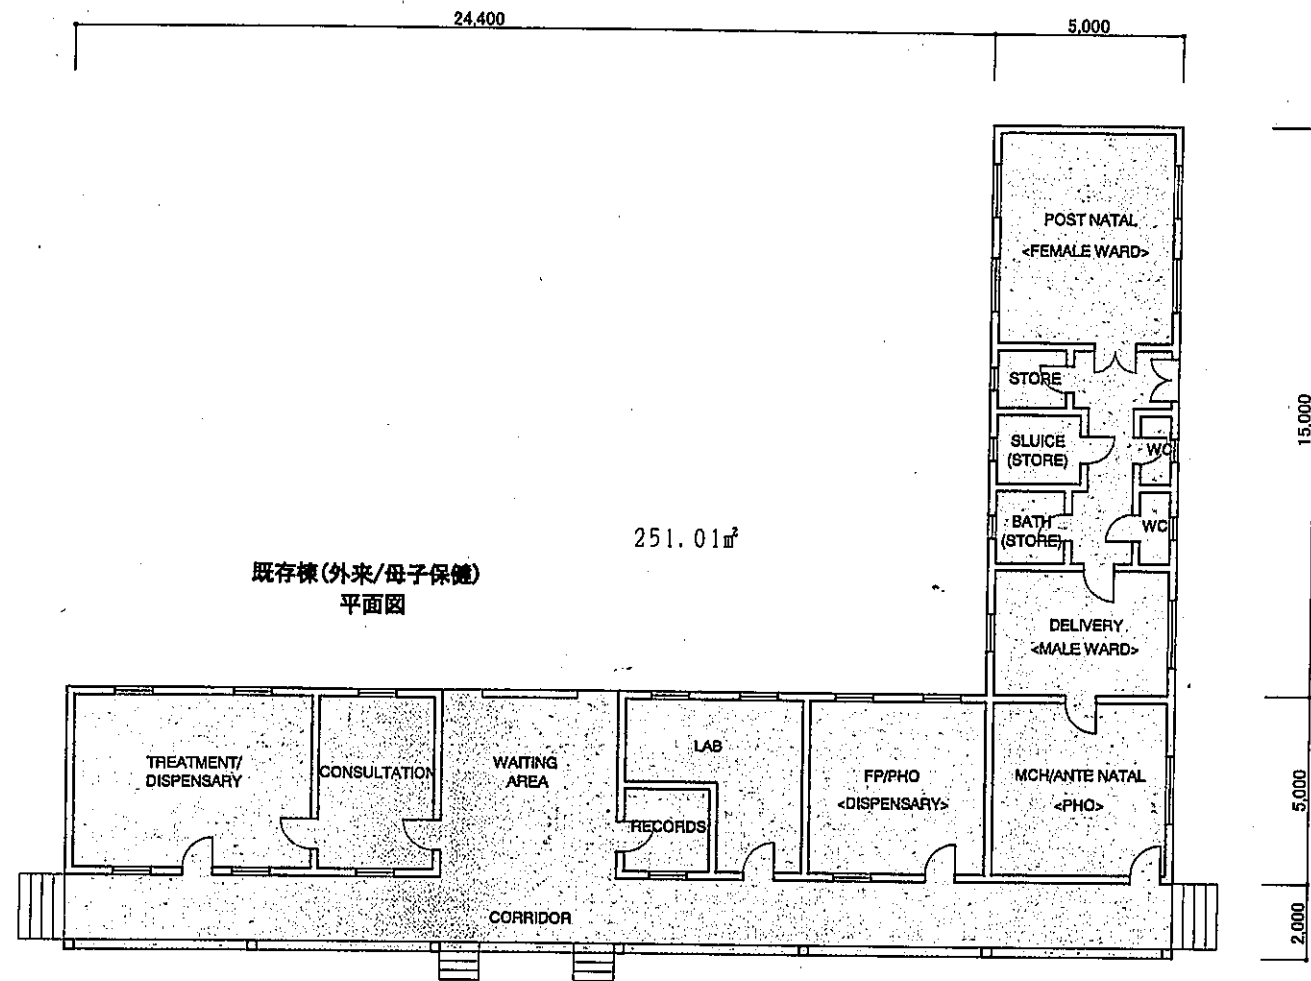 24,400
5,000
POST NATAL
<FEMALE WARD>
STORE
SLUICE
(STORE)
WC
BATH
(STORE)
WC
15,000
251.01㎡
既存棟(外来/母子保健)
平面図
DELIVERY
<MALE WARD>
TREATMENT/
DISPENSARY
CONSULTATION
WAITING
AREA
LAB
RECORDS
FP/PHO
<DISPENSARY>
MCH/ANTE NATAL
<PHO>
5,000
CORRIDOR
2,000